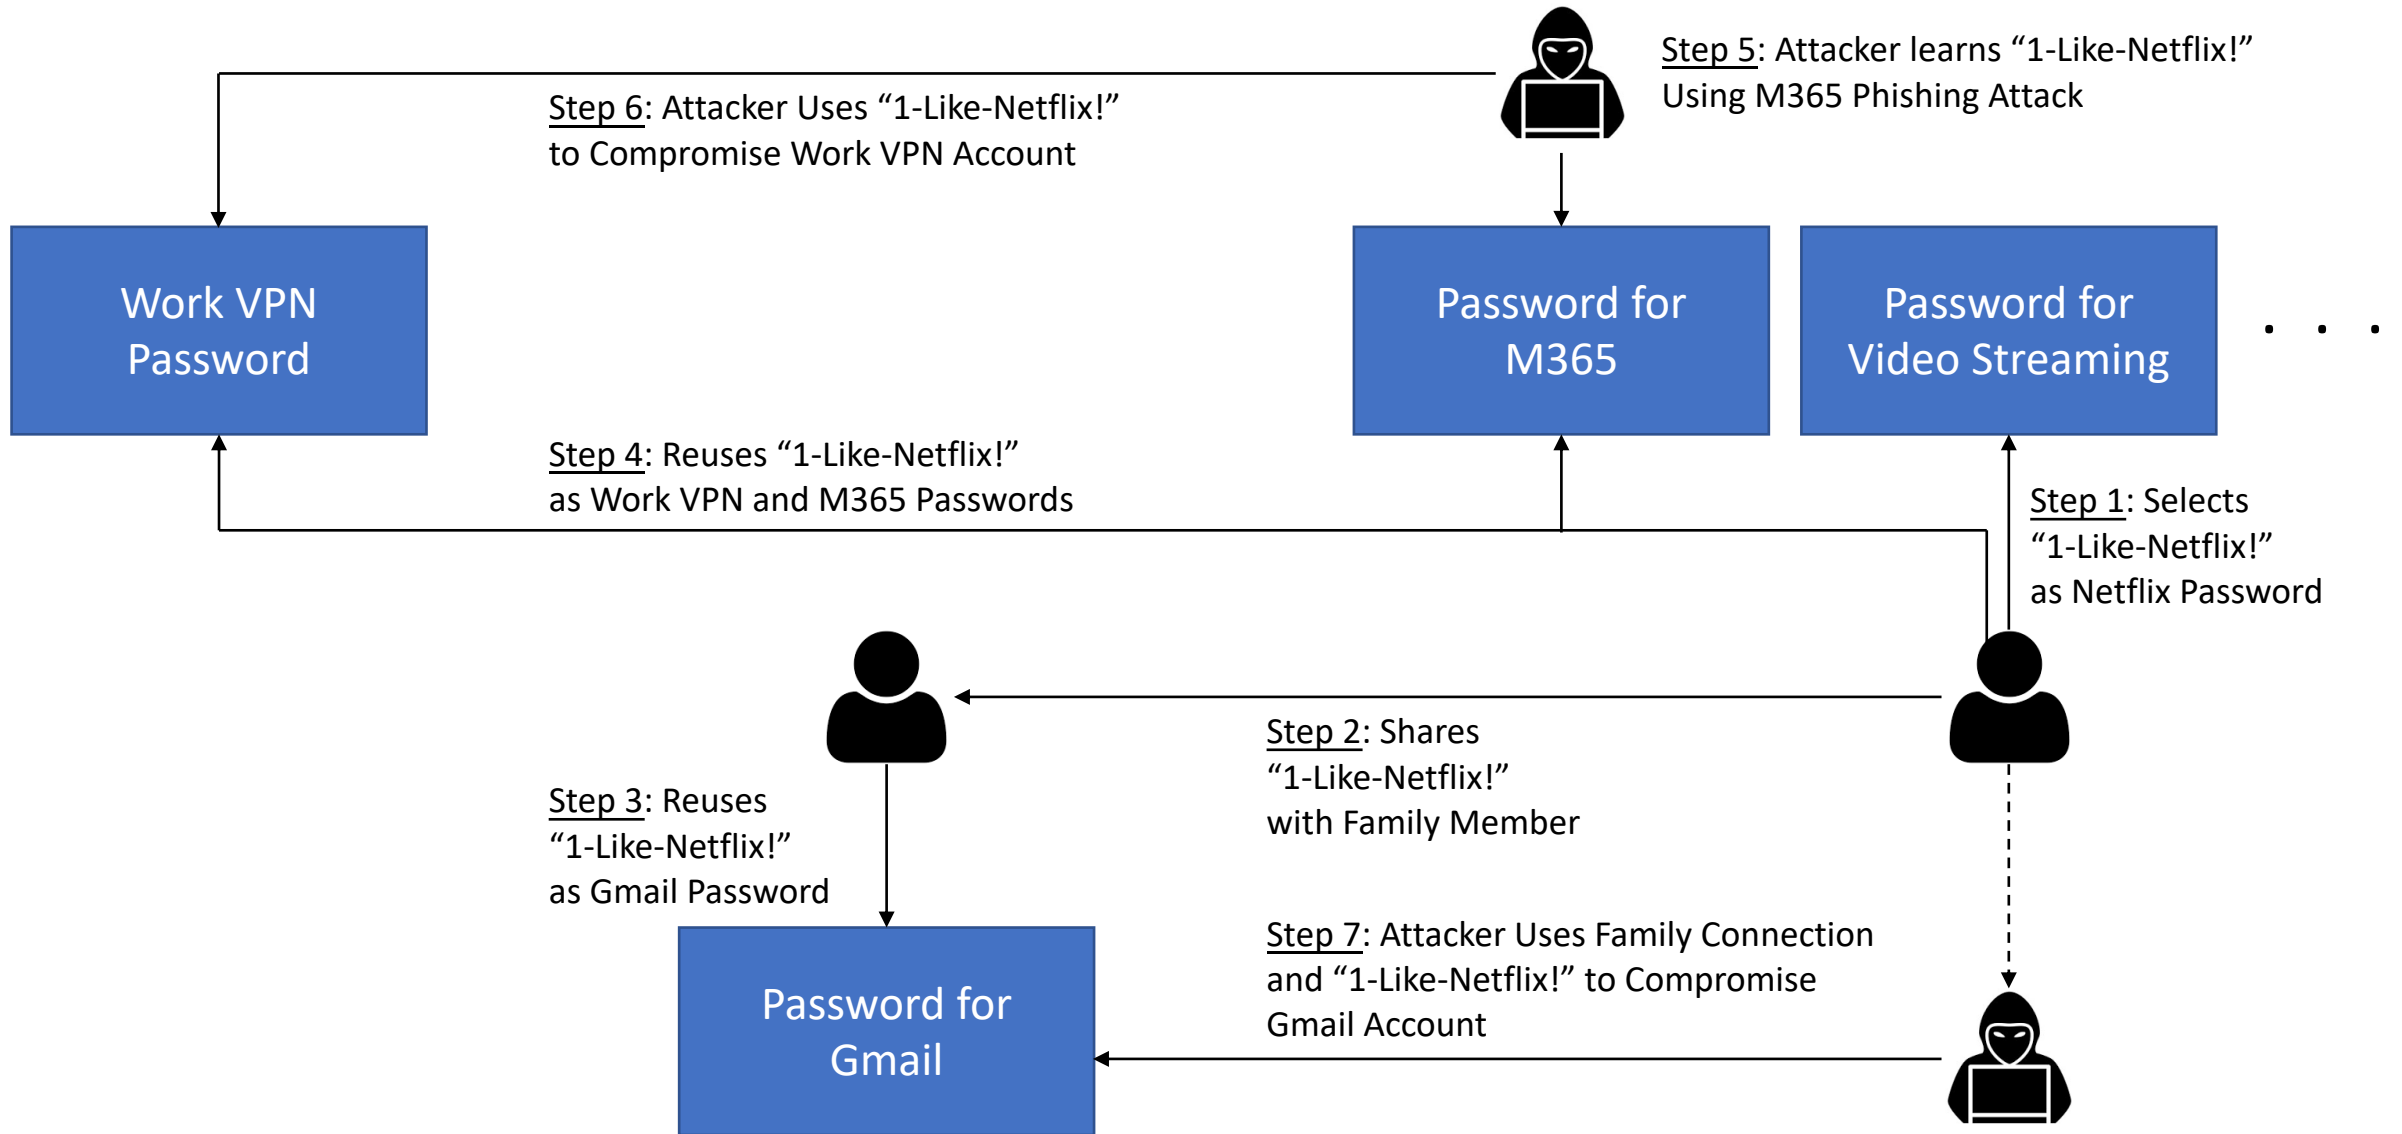 Step 5: Attacker learns “1-Like-Netflix!”
Using M365 Phishing Attack
Step 6: Attacker Uses “1-Like-Netflix!”
to Compromise Work VPN Account
Work VPN
Password
Password for
M365
Password for
Video Streaming
. . .
Step 4: Reuses “1-Like-Netflix!”
as Work VPN and M365 Passwords
Step 1: Selects
“1-Like-Netflix!”
as Netflix Password
Step 2: Shares
“1-Like-Netflix!”
with Family Member
Step 3: Reuses
“1-Like-Netflix!”
as Gmail Password
Step 7: Attacker Uses Family Connection
and “1-Like-Netflix!” to Compromise
Gmail Account
Password for
Gmail